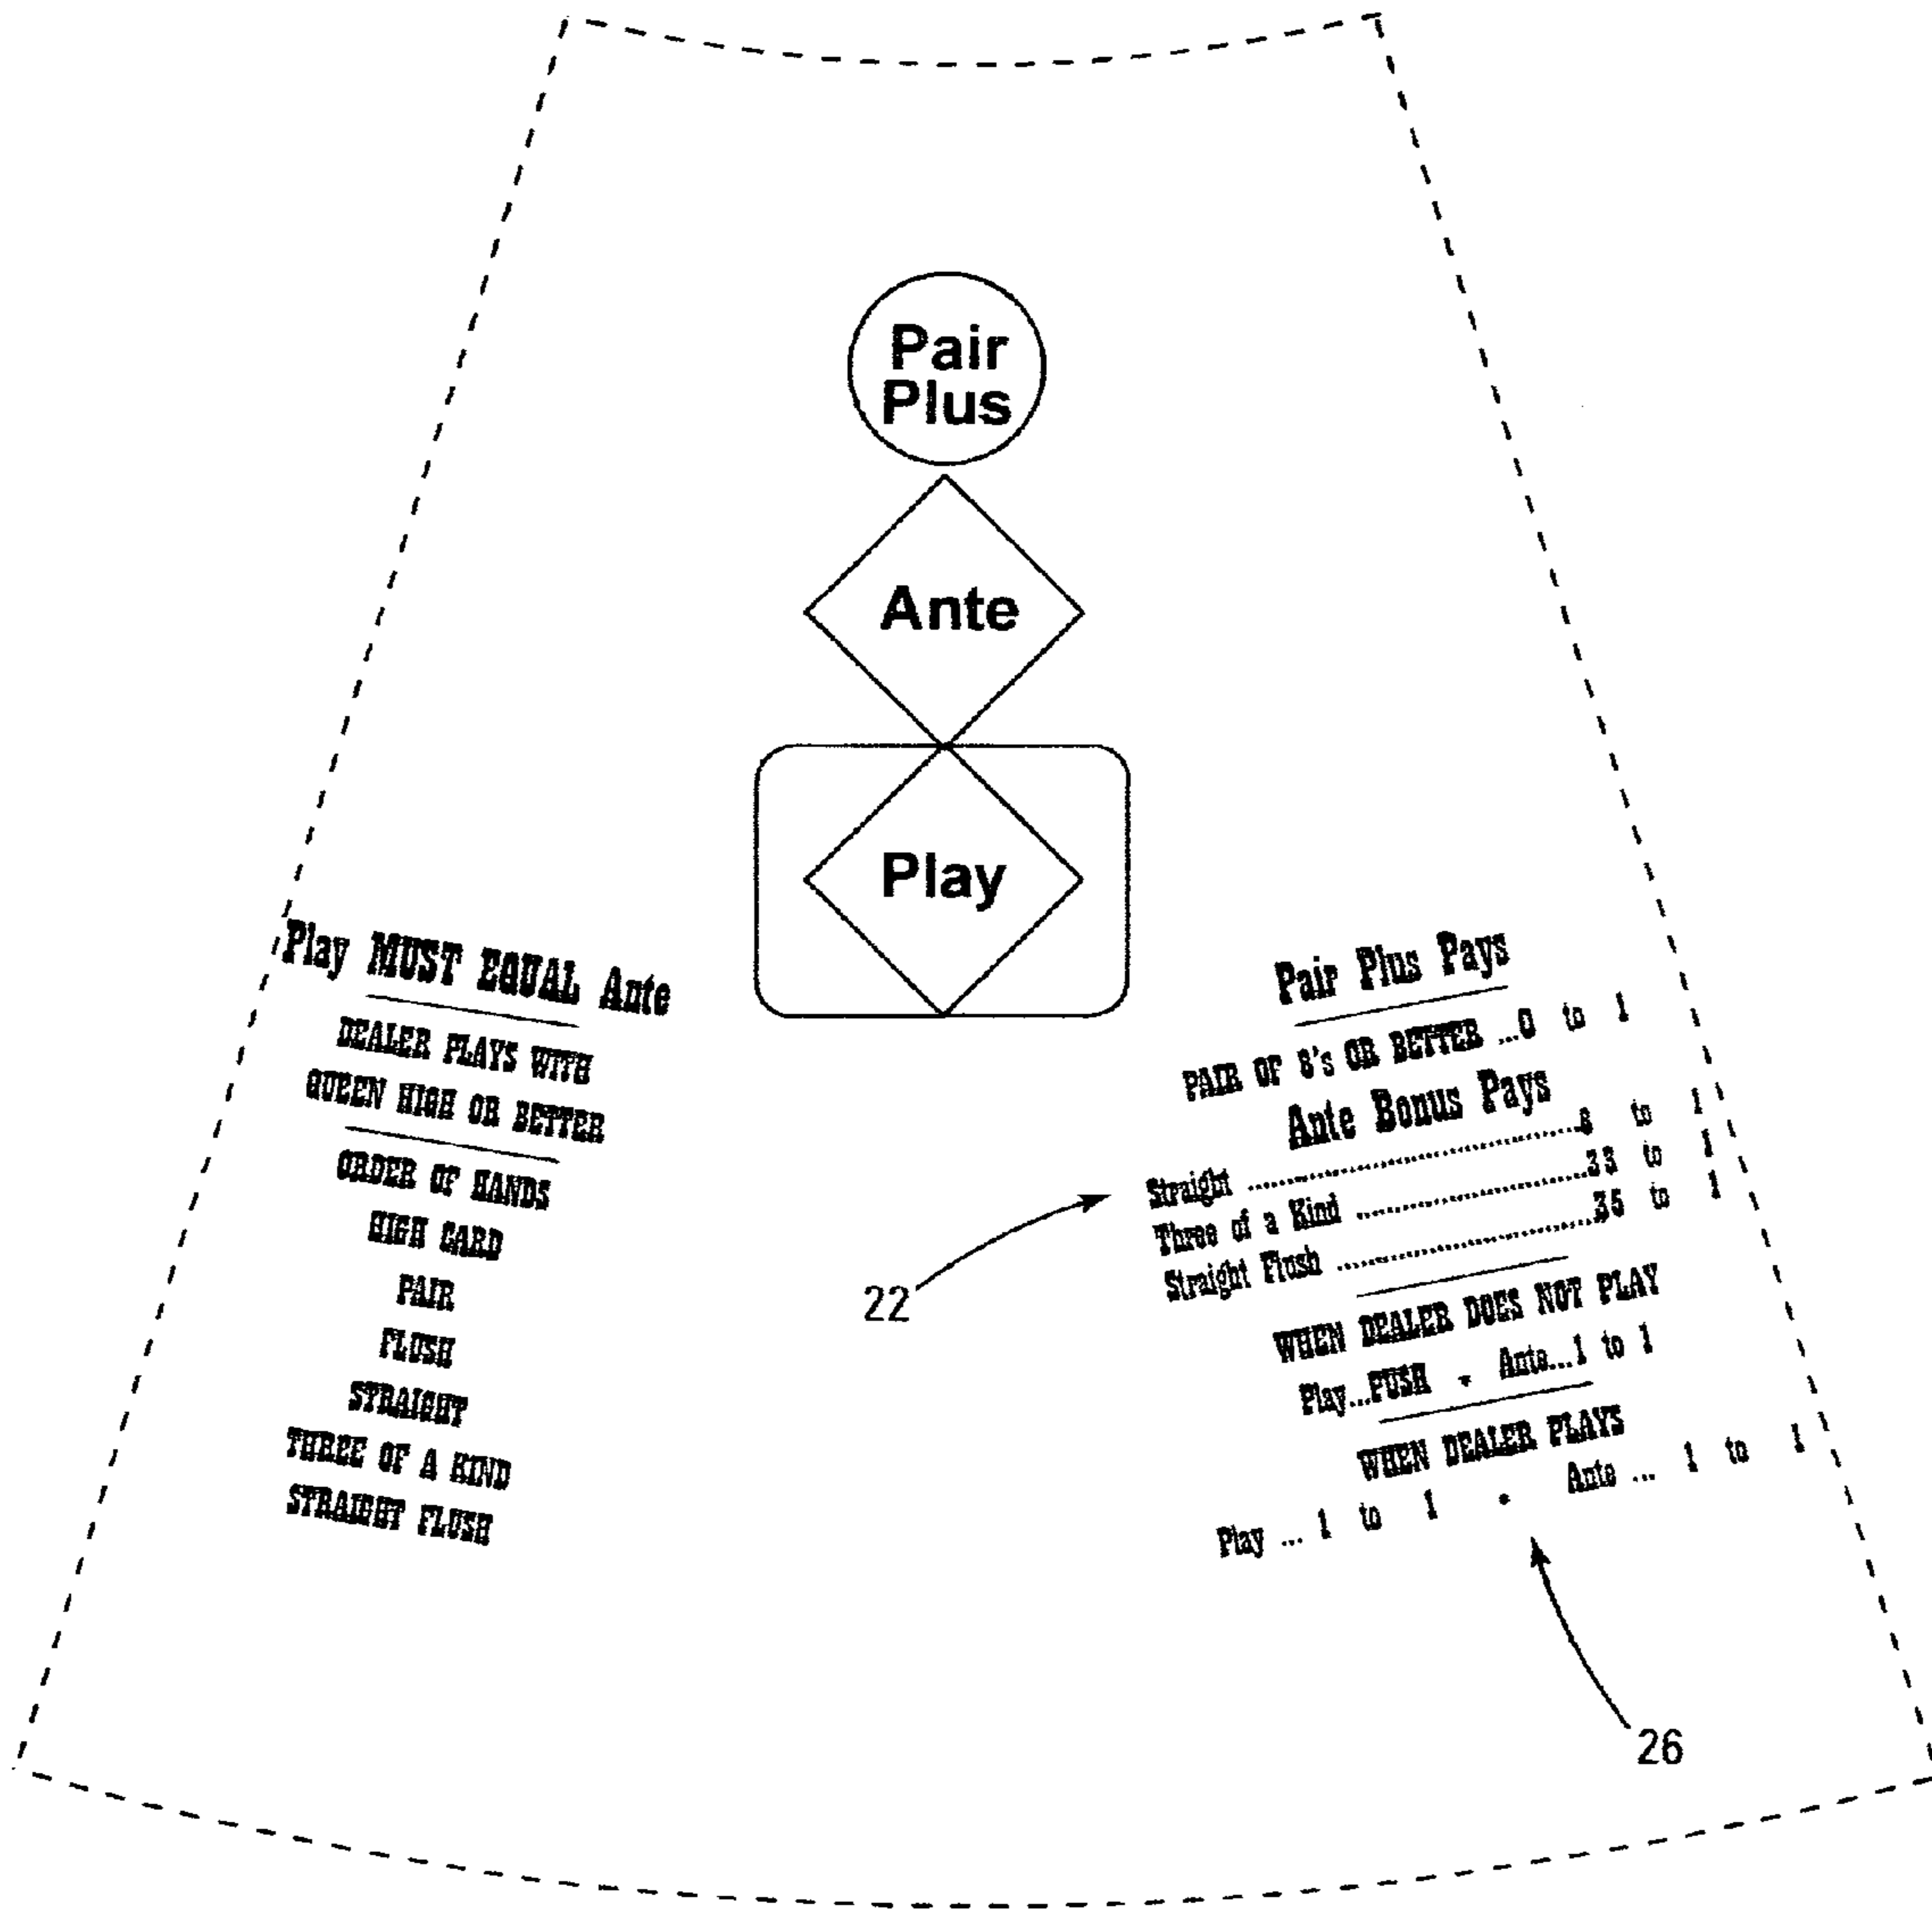 Pair
Plus
Ante
Play
Play MUST EQUAL Ante
DEALER PLAYS WITH
QUEEN HIGH OR BETTER
ORDER OF HANDS
HIGH CARD
PAIR
FLUSH
STRAIGHT
THREE OF A KIND
STRAIGHT FLUSH
22
Pair Plus Pays
PAIR OF 8's OR BETTER ...0 to 1
Ante Bonus Pays
Straight ..............................to 1
Three of a Kind ..............................33 to 1
Straight Flush ..............................35 to 1
WHEN DEALER DOES NOT PLAY
Play...PUSH • Ante...1 to 1
WHEN DEALER PLAYS
Play ... 1 to 1 • Ante ... 1 to 1
26